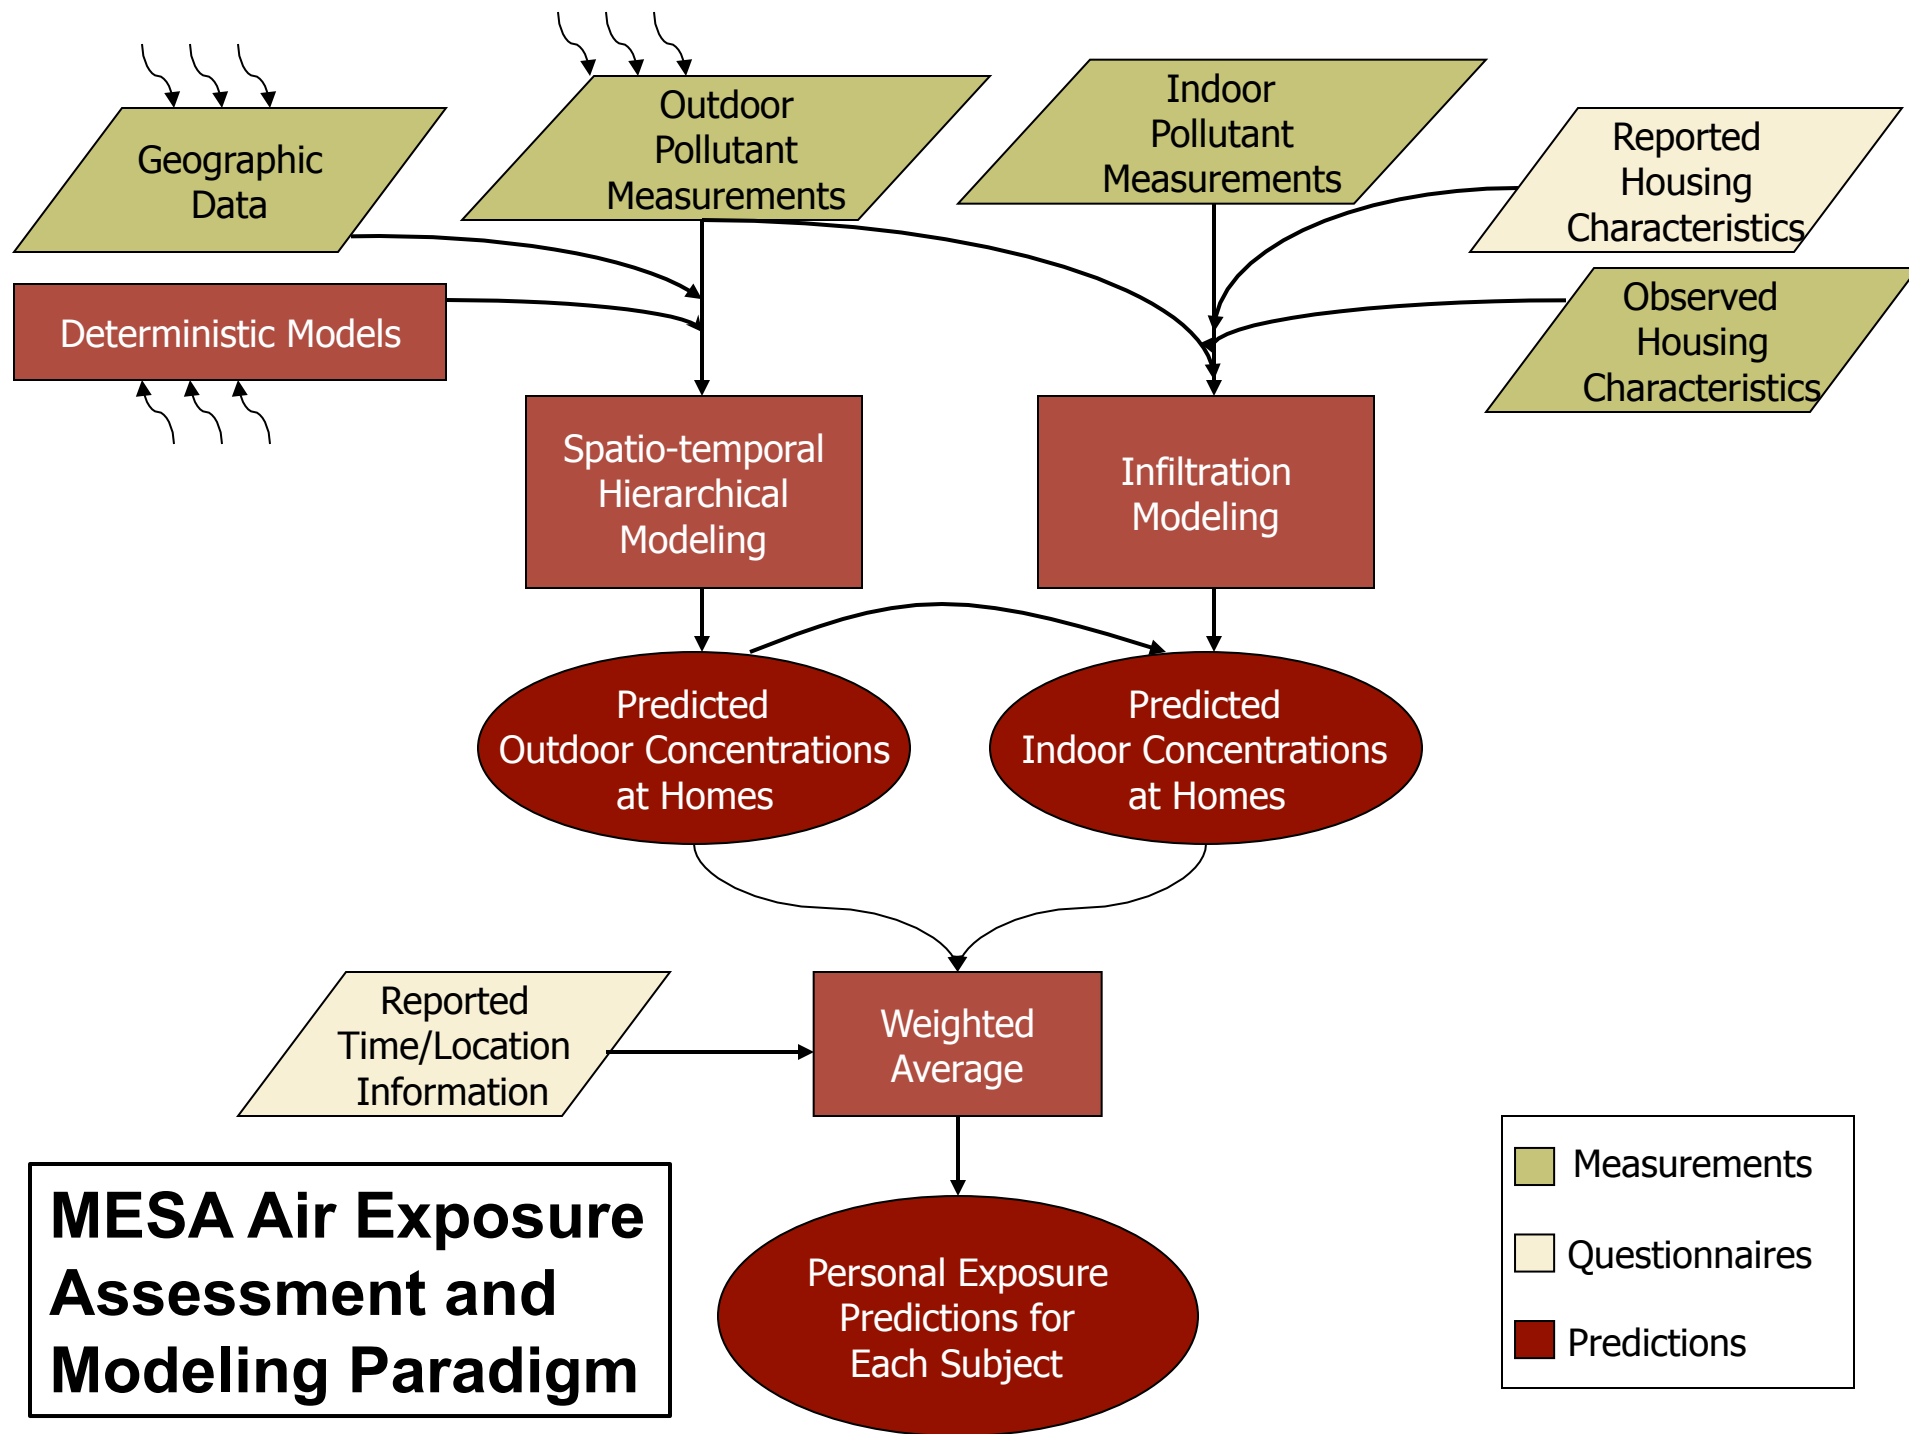 Outdoor
Pollutant
Measurements
Indoor
Pollutant
Measurements
Geographic
Data
Reported
Housing
Characteristics
Deterministic Models
Observed
Housing
Characteristics
Spatio-temporal
Hierarchical
Modeling
Infiltration
Modeling
Predicted
Outdoor Concentrations
at Homes
Predicted
Indoor Concentrations
at Homes
Reported
Time/Location
Information
Weighted
Average
MESA Air Exposure
Assessment and
Modeling Paradigm
Personal Exposure
Predictions for
Each Subject
Measurements
Questionnaires
Predictions